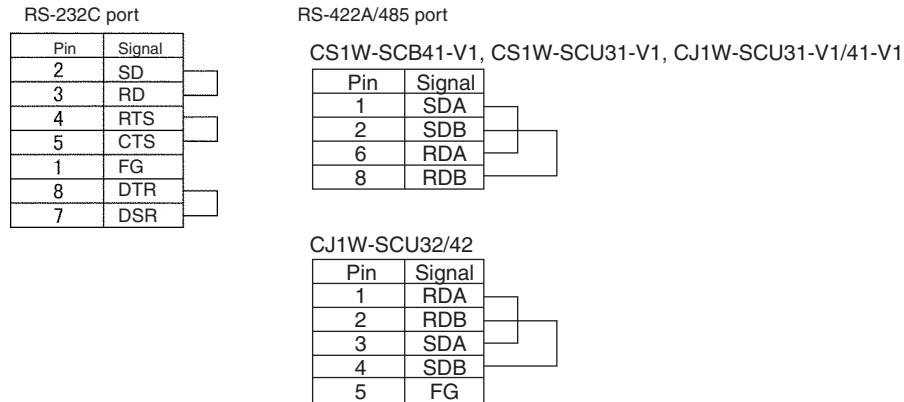 RS-232C port
Pin Signal
2 SD
3 RD
4 RTS
5 CTS
1 FG
8 DTR
7 DSR
RS-422A/485 port
CS1W-SCB41-V1, CS1W-SCU31-V1, CJ1W-SCU31-V1/41-V1
Pin Signal
1 SDA
2 SDB
6 RDA
8 RDB
CJ1W-SCU32/42
Pin Signal
1 RDA
2 RDB
3 SDA
4 SDB
5 FG